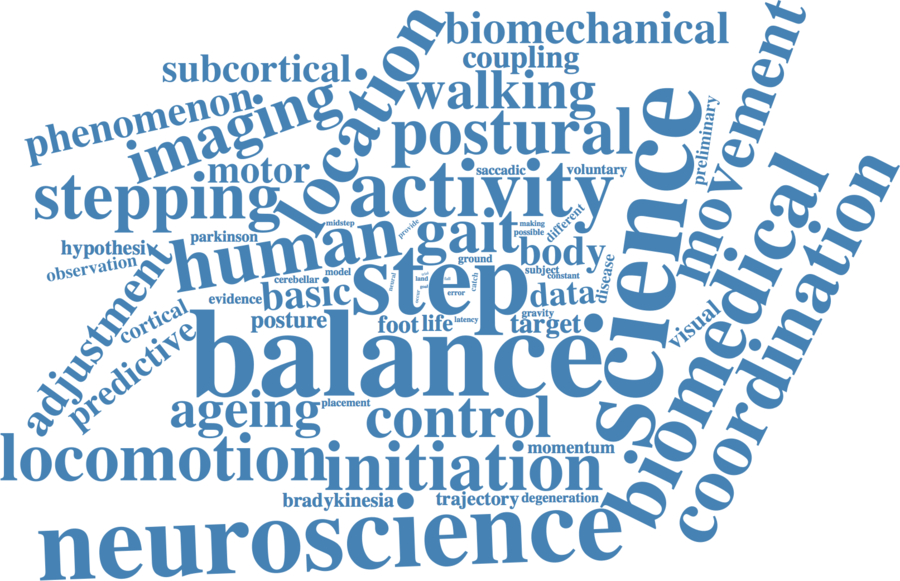 biomechanical
subcortical
coupling
location
walking
movement
phenomenon
imaging
postural
preliminary
motor
saccadic
voluntary
stepping
activity
science
biomedical
coordination
midstep
provide
making
possible
different
parkinson
human
gait
hypothesis
observation
ground
body
disease
cerebellar
model
neural
land
step
catch
subject
constant
error
data
adjustment
evidence
basic
gravity
cortical
posture
foot
life
latency
target
visual
predictive
balance
ageing
placement
control
locomotion
initiation
momentum
bradykinesia
trajectory
degeneration
neuroscience